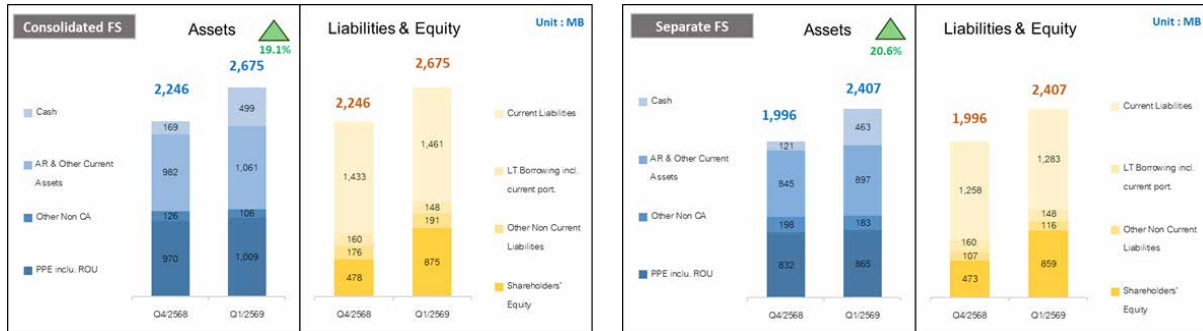 Consolidated FS
Assets
19.1%
Liabilities & Equity
Unit : MB
2,246
2,675
2,246
2,675
Cash
AR & Other Current
Assets
Other Non CA
PPE inclu. ROU
169
982
126
970
499
1,061
106
1,009
Q4/2568
Q1/2569
1,433
160
176
478
1,461
148
191
875
Q4/2568
Q1/2569
Current Liabilities
LT Borrowing incl.
current port.
Other Non Current
Liabilities
Shareholders'
Equity
Separate FS
Assets
20.6%
Liabilities & Equity
Unit : MB
1,996
2,407
1,996
2,407
Cash
AR & Other Current
Assets
Other Non CA
PPE inclu. ROU
121
845
198
832
463
897
183
865
Q4/2568
Q1/2569
1,258
160
107
473
1,283
148
116
859
Q4/2568
Q1/2569
Current Liabilities
LT Borrowing incl.
current port.
Other Non Current
Liabilities
Shareholders'
Equity